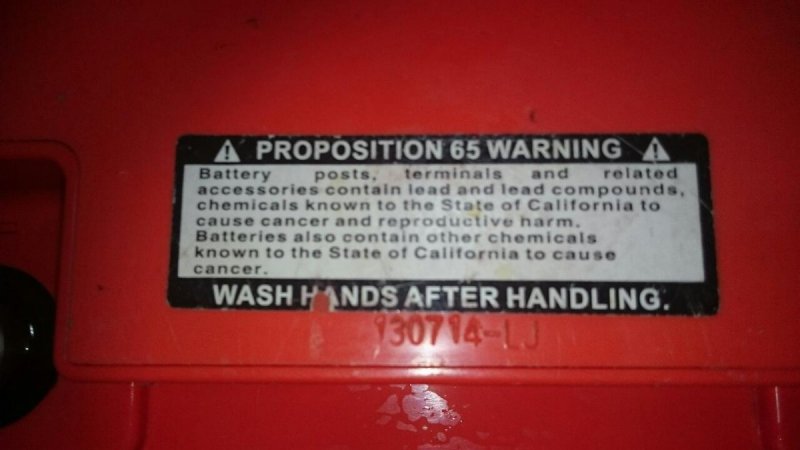 PROPOSITION 65 WARNING
Battery posts, terminals and related
accessories contain lead and lead compounds,
chemicals known to the State of California to
cause cancer and reproductive harm.
Batteries also contain other chemicals
known to the State of California to cause
cancer.
WASH HANDS AFTER HANDLING.
130714-LJ